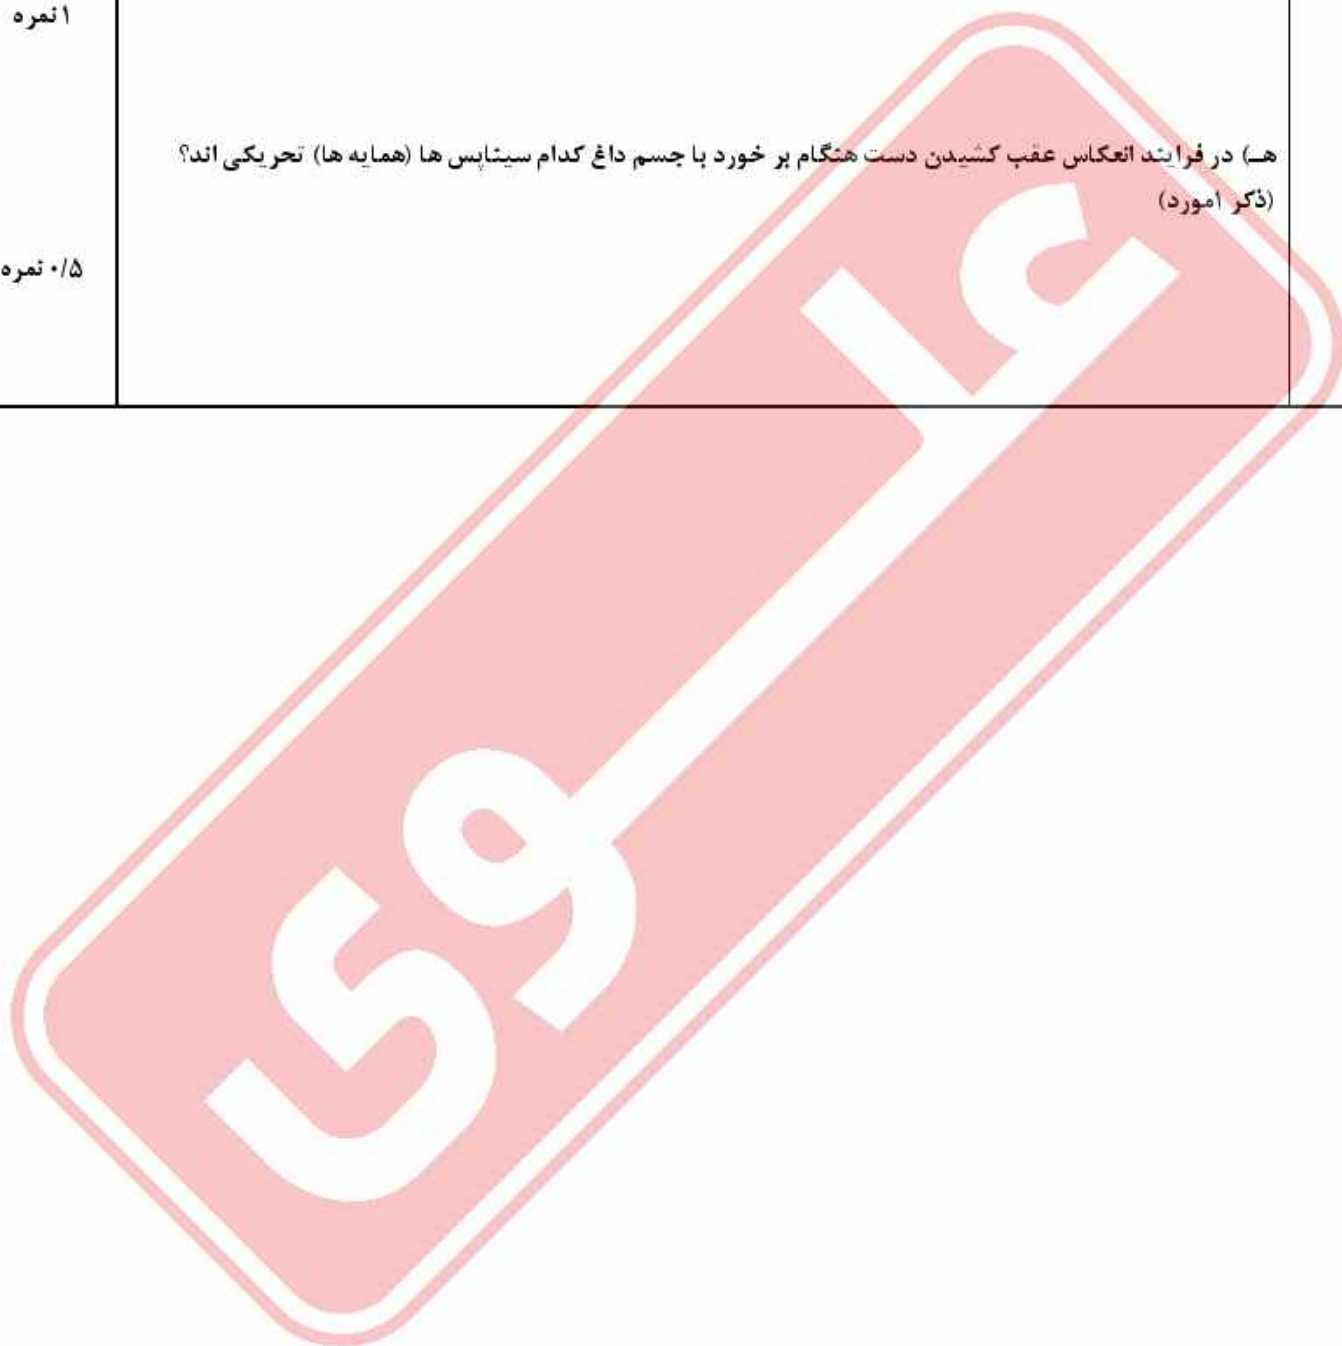 ۱ نمره
هـ) در فرایند انعکاس عقب کشیدن دست هنگام بر خورد با جسم داغ کدام سیناپس ها (همایه ها) تحریکی اند؟
(ذکر ۱مورد)
۰/۵ نمره
علوی